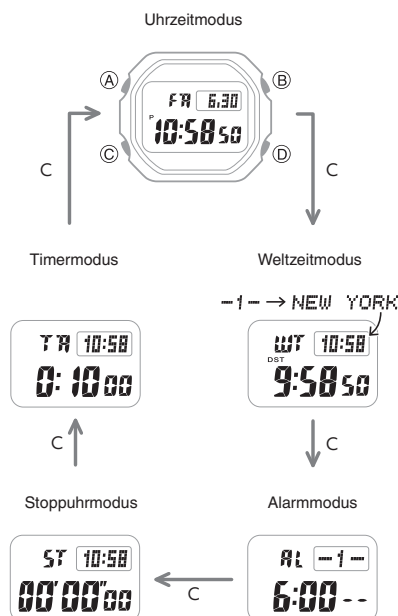 Uhrzeitmodus
A
B
FR 6.30
P
10:58 50
C
D
C
C
Timermodus
Weltzeitmodus
-1- → NEW YORK
TR 10:58
0:10 00
WT 10:58
DST
9:58 50
C
C
Stoppuhrmodus
Alarmmodus
ST 10:58
00'00"00
C
AL -1-
6:00 --